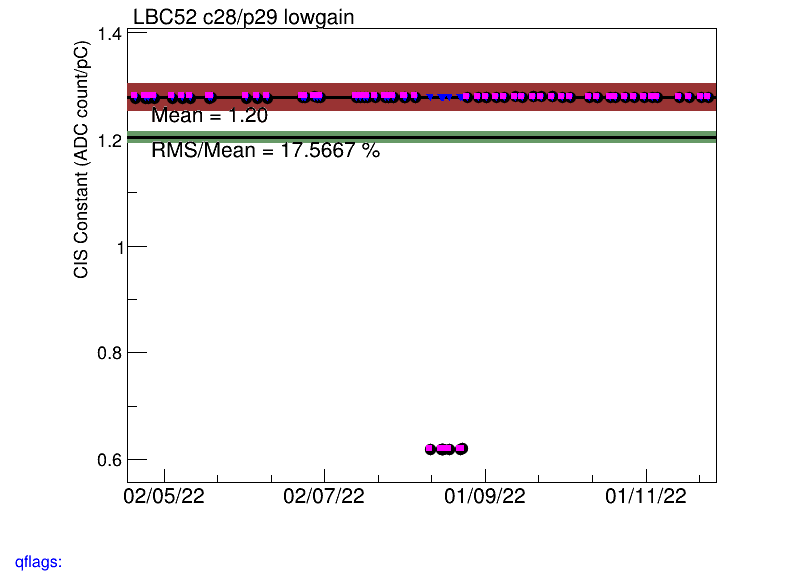 LBC52 c28/p29 lowgain
CIS Constant (ADC count/pC)
1.4
Mean = 1.20
1.2
RMS/Mean = 17.5667 %
1
0.8
0.6
02/05/22 02/07/22 01/09/22 01/11/22
qflags: